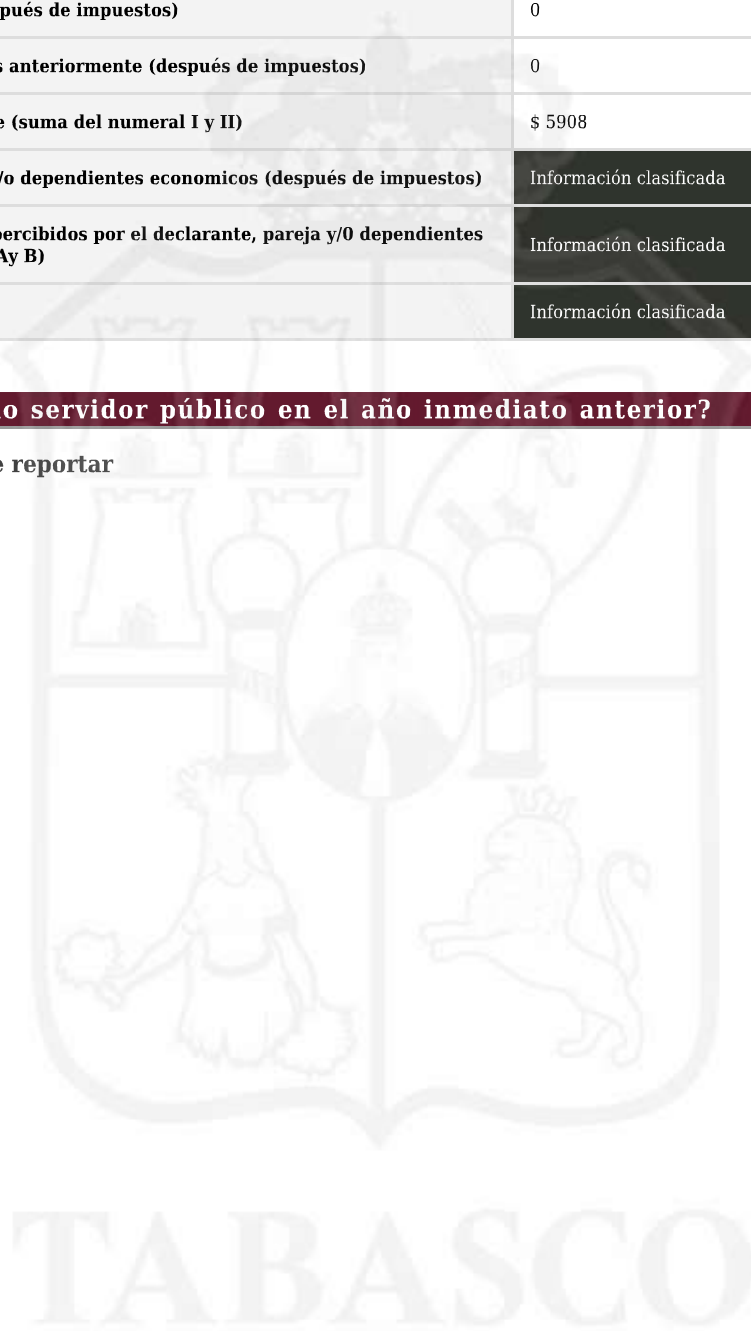 pués de impuestos) 0
s anteriormente (después de impuestos) 0
e (suma del numeral I y II) $ 5908
/o dependientes economicos (después de impuestos) Información clasificada
percibidos por el declarante, pareja y/0 dependientes Información clasificada
Ay B)
Información clasificada
o servidor público en el año inmediato anterior?
e reportar
TABASCO